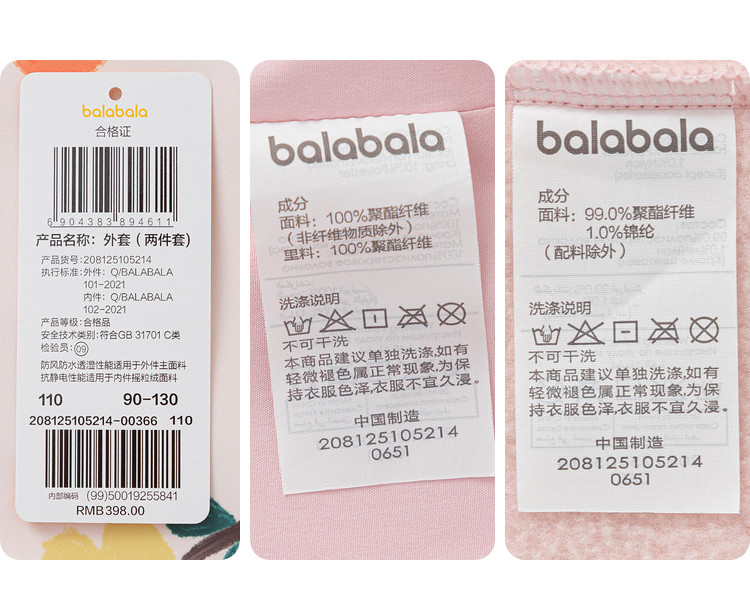 balabala
合格证
6 904383 894611
产品名称：外套（两件套）
产品货号：208125105214
执行标准：外件：Q/BALABALA
101-2021
内件：Q/BALABALA
102-2021
产品等级：合格品
安全技术类别：符合GB 31701 C类
检验员：09
防风防水透湿性能适用于外件主面料
抗静电性能适用于内件摇粒绒面料
110 90-130
208125105214-00366 110
内部编码 (99)50019255841
RMB398.00
balabala
成分
面料：100%聚酯纤维
（非纤维物质除外）
里料：100%聚酯纤维
洗涤说明
不可干洗
本商品建议单独洗涤,如有
轻微褪色属正常现象,为保
持衣服色泽,衣服不宜久浸。
中国制造
208125105214
0651
balabala
成分
面料：99.0%聚酯纤维
1.0%锦纶
（配料除外）
洗涤说明
不可干洗
本商品建议单独洗涤,如有
轻微褪色属正常现象,为保
持衣服色泽,衣服不宜久浸。
中国制造
208125105214
0651